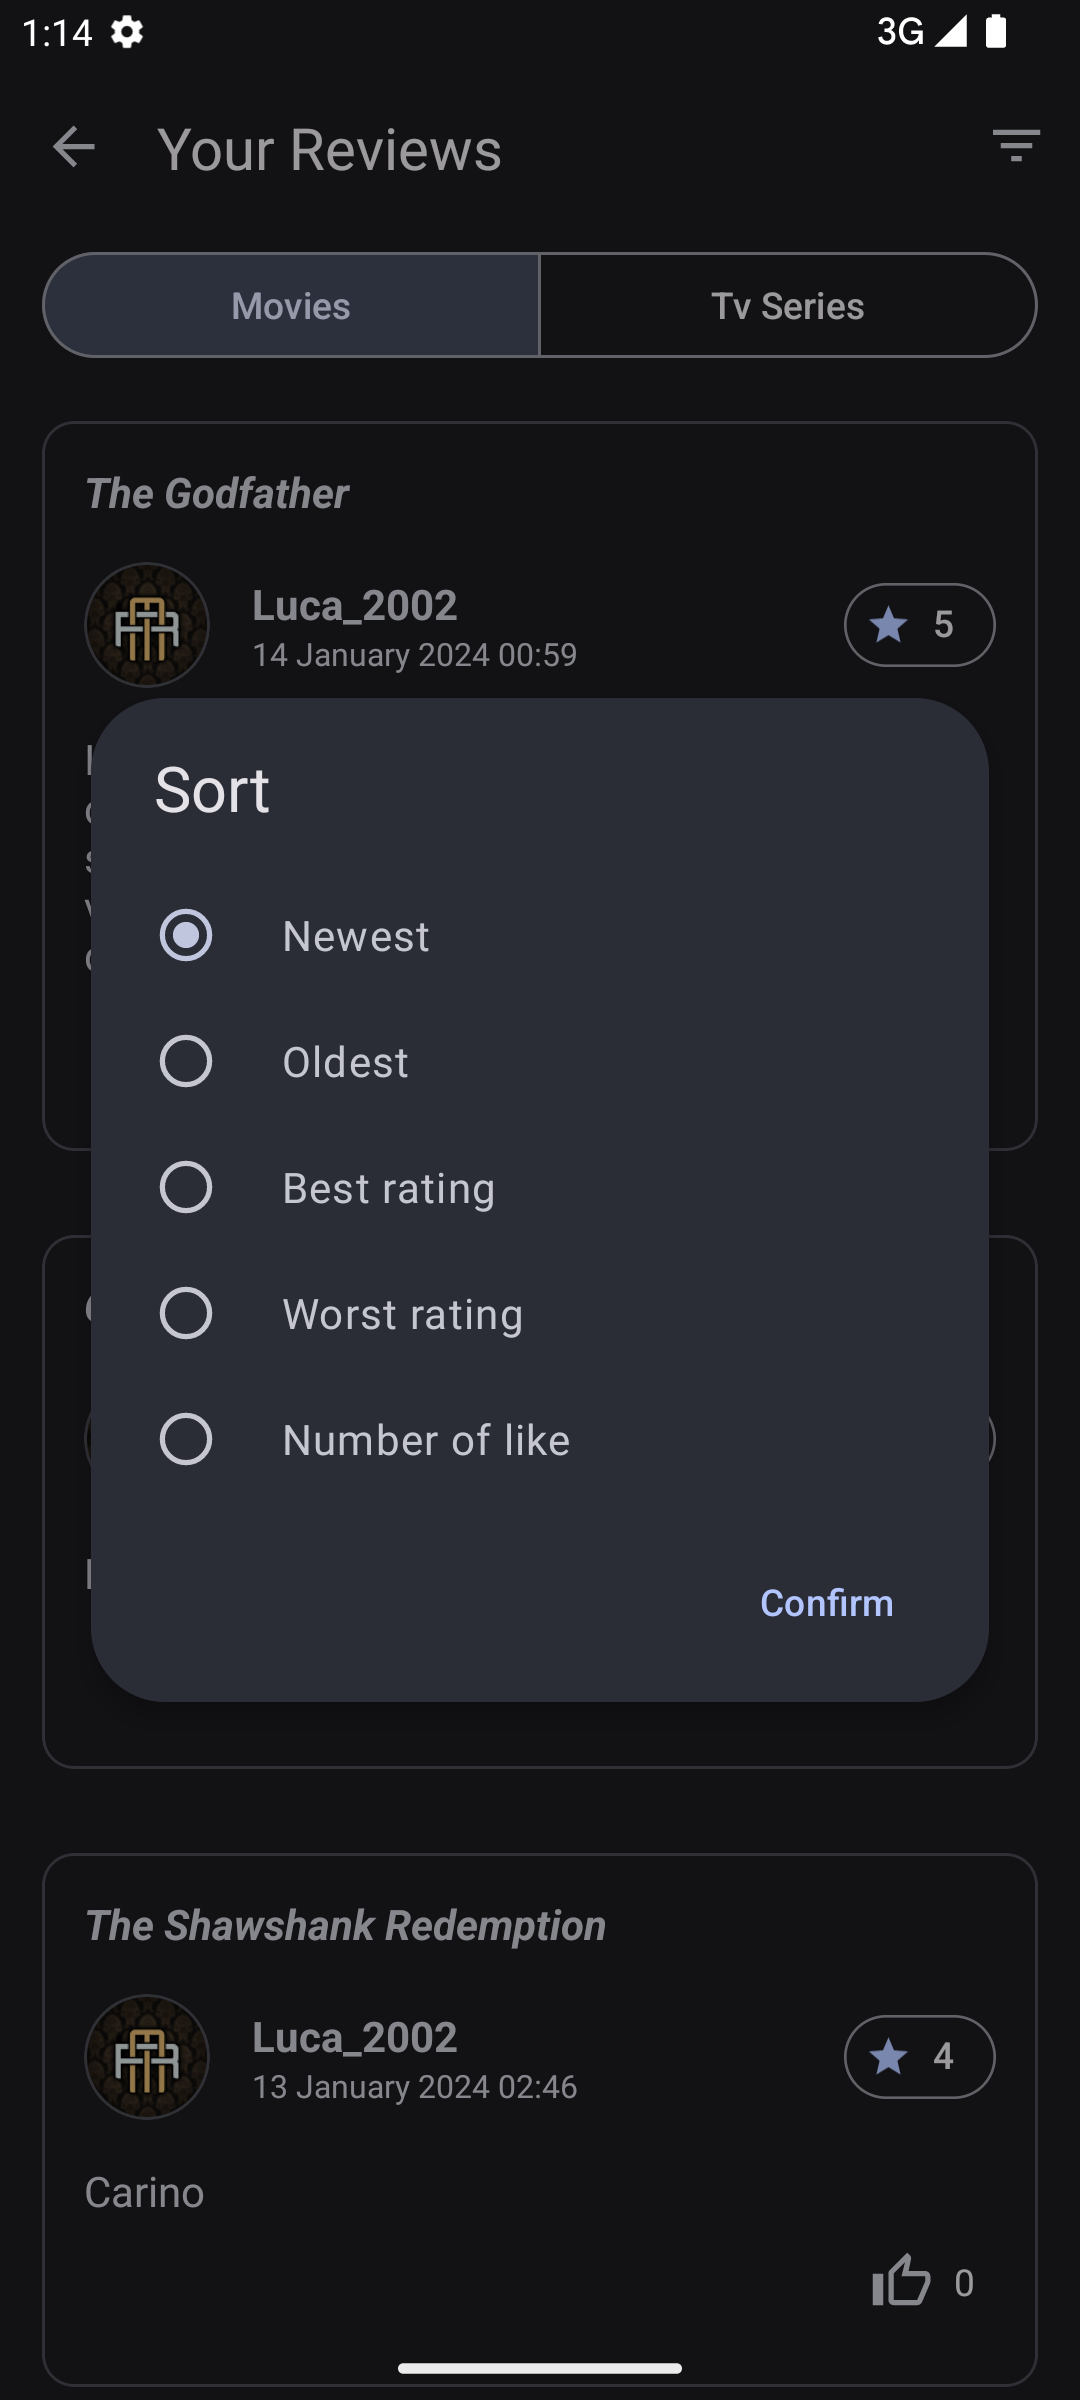 1:14
3G
Your Reviews
Movies
Tv Series
The Godfather
Luca_2002
14 January 2024 00:59
5
Sort
Newest
Oldest
Best rating
Worst rating
Number of like
Confirm
The Shawshank Redemption
Luca_2002
13 January 2024 02:46
4
Carino
0